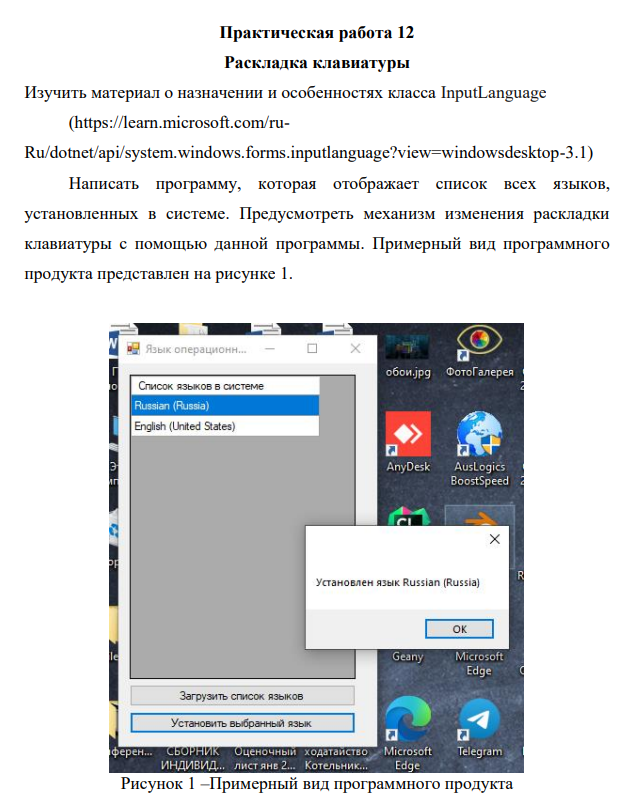 Практическая работа 12
Раскладка клавиатуры
Изучить материал о назначении и особенностях класса InputLanguage
(https://learn.microsoft.com/ru-
Ru/dotnet/api/system.windows.forms.inputlanguage?view=windowsdesktop-3.1)
Написать программу, которая отображает список всех языков,
установленных в системе. Предусмотреть механизм изменения раскладки
клавиатуры с помощью данной программы. Примерный вид программного
продукта представлен на рисунке 1.
Язык операционн...
обои.jpg
ФотоГалерея
Список языков в системе
Russian (Russia)
English (United States)
AnyDesk
AusLogics
BoostSpeed
Установлен язык Russian (Russia)
OK
Geany
Microsoft
Edge
Загрузить список языков
Установить выбранный язык
Microsoft
Edge
Telegram
ферен...
СБОРНИК
ИНДИВИД...
Оценочный
лист янв 2...
ходатайство
Котельник...
Рисунок 1 –Примерный вид программного продукта